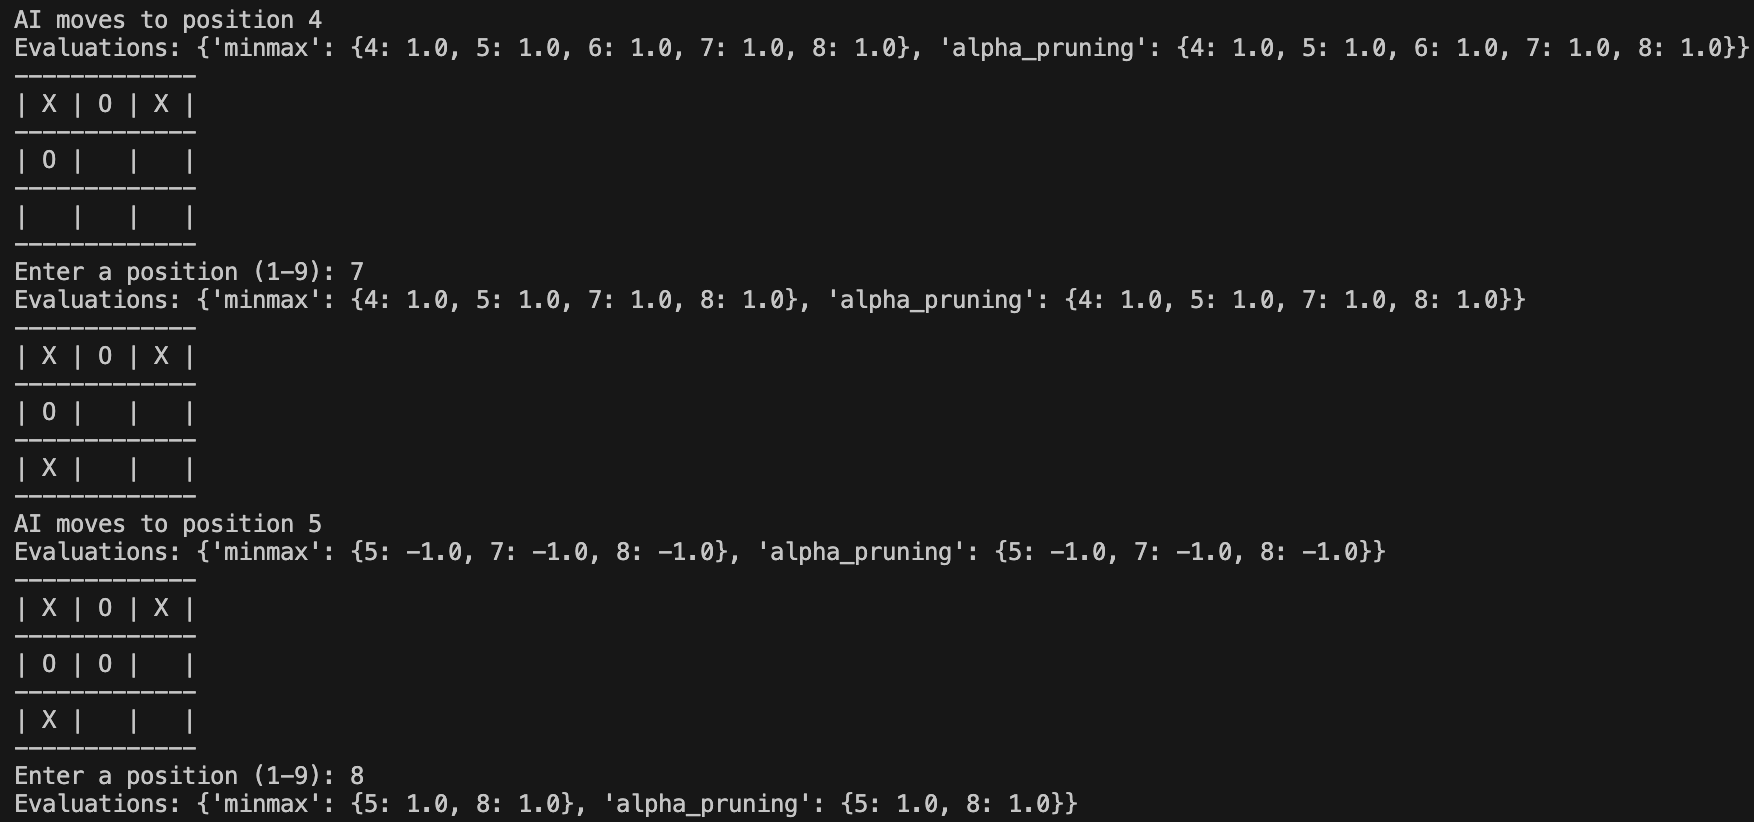 AI moves to position 4
Evaluations: {'minmax': {4: 1.0, 5: 1.0, 6: 1.0, 7: 1.0, 8: 1.0}, 'alpha_pruning': {4: 1.0, 5: 1.0, 6: 1.0, 7: 1.0, 8: 1.0}}
-------------
| X | O | X |
-------------
| O |   |   |
-------------
|   |   |   |
-------------
Enter a position (1-9): 7
Evaluations: {'minmax': {4: 1.0, 5: 1.0, 7: 1.0, 8: 1.0}, 'alpha_pruning': {4: 1.0, 5: 1.0, 7: 1.0, 8: 1.0}}
-------------
| X | O | X |
-------------
| O |   |   |
-------------
| X |   |   |
-------------
AI moves to position 5
Evaluations: {'minmax': {5: -1.0, 7: -1.0, 8: -1.0}, 'alpha_pruning': {5: -1.0, 7: -1.0, 8: -1.0}}
-------------
| X | O | X |
-------------
| O | O |   |
-------------
| X |   |   |
-------------
Enter a position (1-9): 8
Evaluations: {'minmax': {5: 1.0, 8: 1.0}, 'alpha_pruning': {5: 1.0, 8: 1.0}}